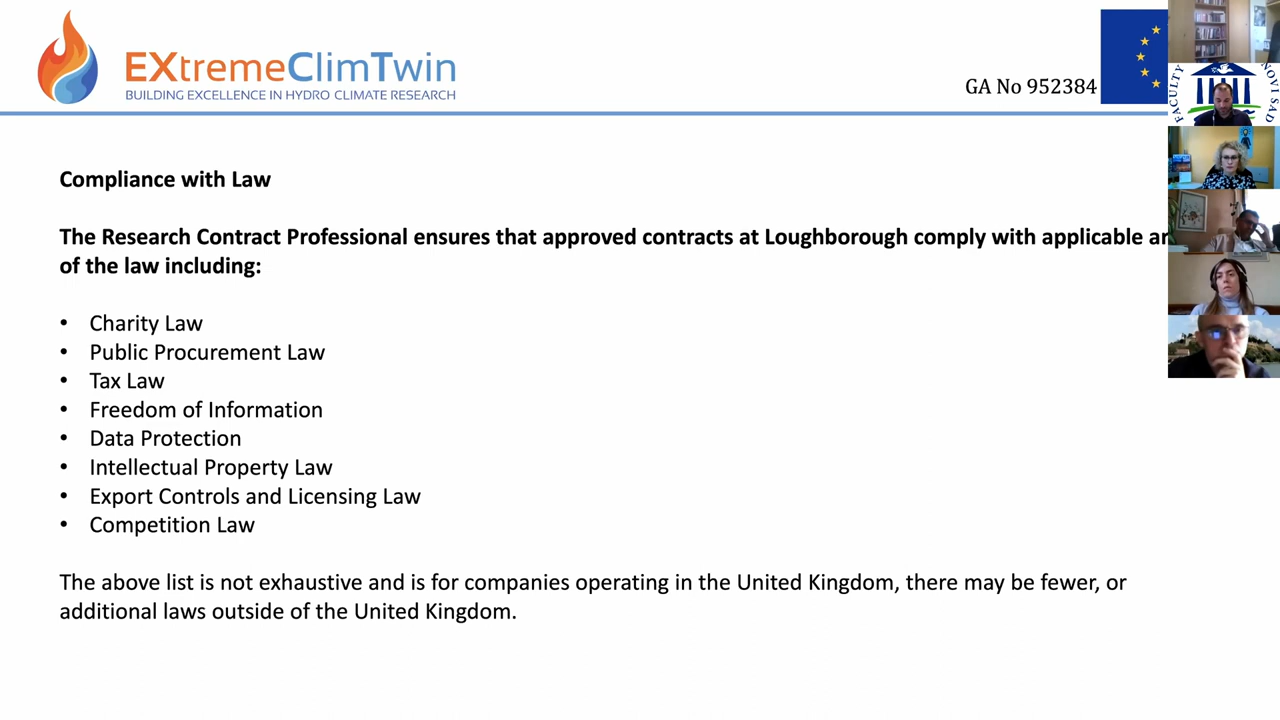 EXtremeClimTwin
BUILDING EXCELLENCE IN HYDRO CLIMATE RESEARCH
GA No 952384
FACULTY
NOVI SAD
Compliance with Law
The Research Contract Professional ensures that approved contracts at Loughborough comply with applicable
of the law including:
• Charity Law
• Public Procurement Law
• Tax Law
• Freedom of Information
• Data Protection
• Intellectual Property Law
• Export Controls and Licensing Law
• Competition Law
The above list is not exhaustive and is for companies operating in the United Kingdom, there may be fewer, or
additional laws outside of the United Kingdom.